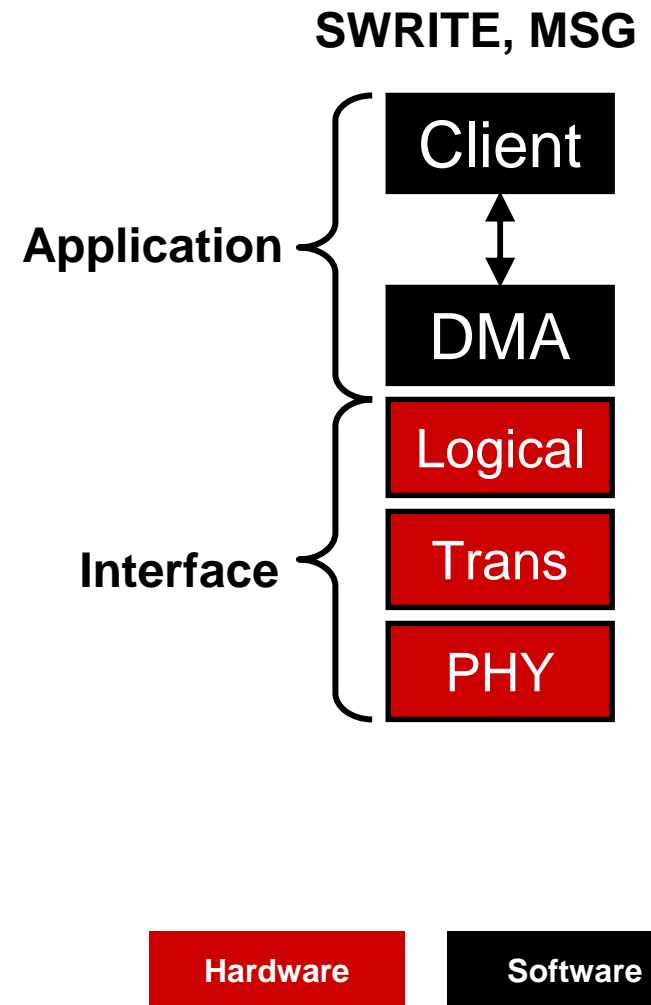 SWRITE, MSG
Client
Application
DMA
Logical
Trans
Interface
PHY
Hardware
Software